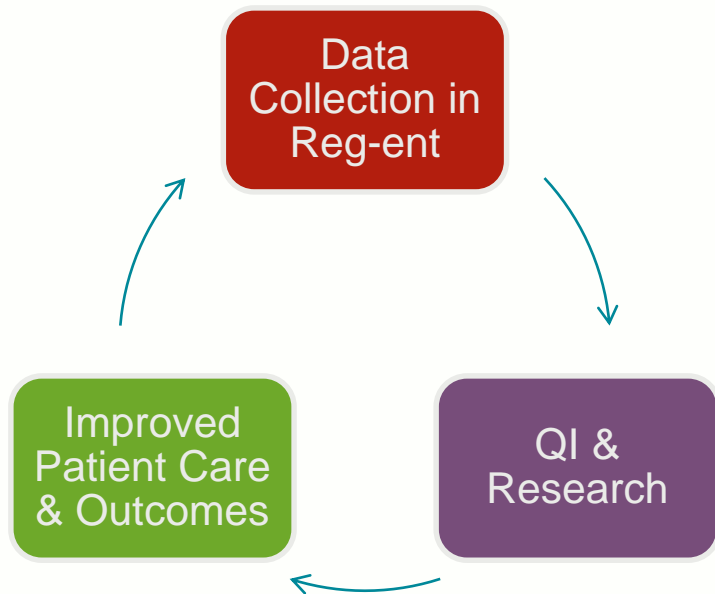 Data
Collection in
Reg-ent
Improved
Patient Care
& Outcomes
QI &
Research